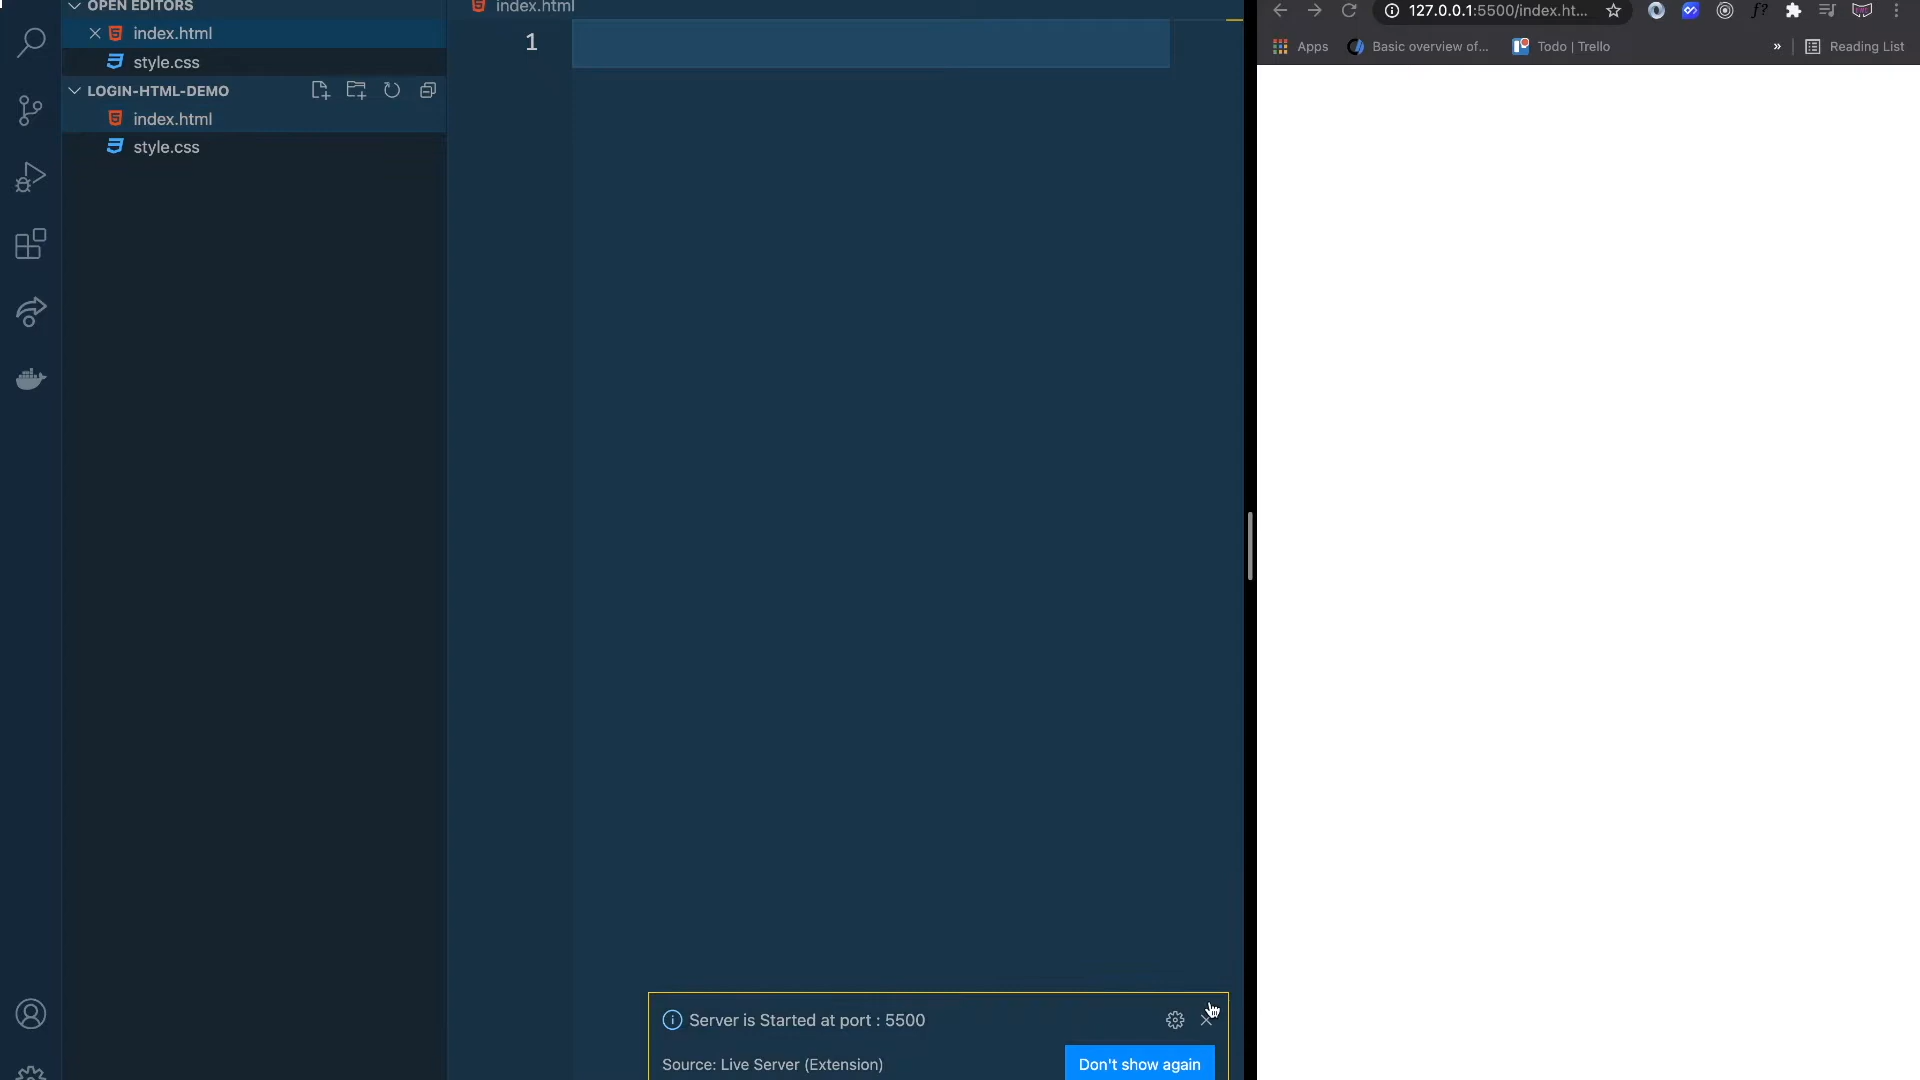 OPEN EDITORS
index.html
style.css
LOGIN-HTML-DEMO
index.html
style.css
index.html
1
Server is Started at port : 5500
Source: Live Server (Extension)
Don't show again
127.0.0.1:5500/index.ht...
f?
Apps
Basic overview of...
Todo | Trello
»
Reading List